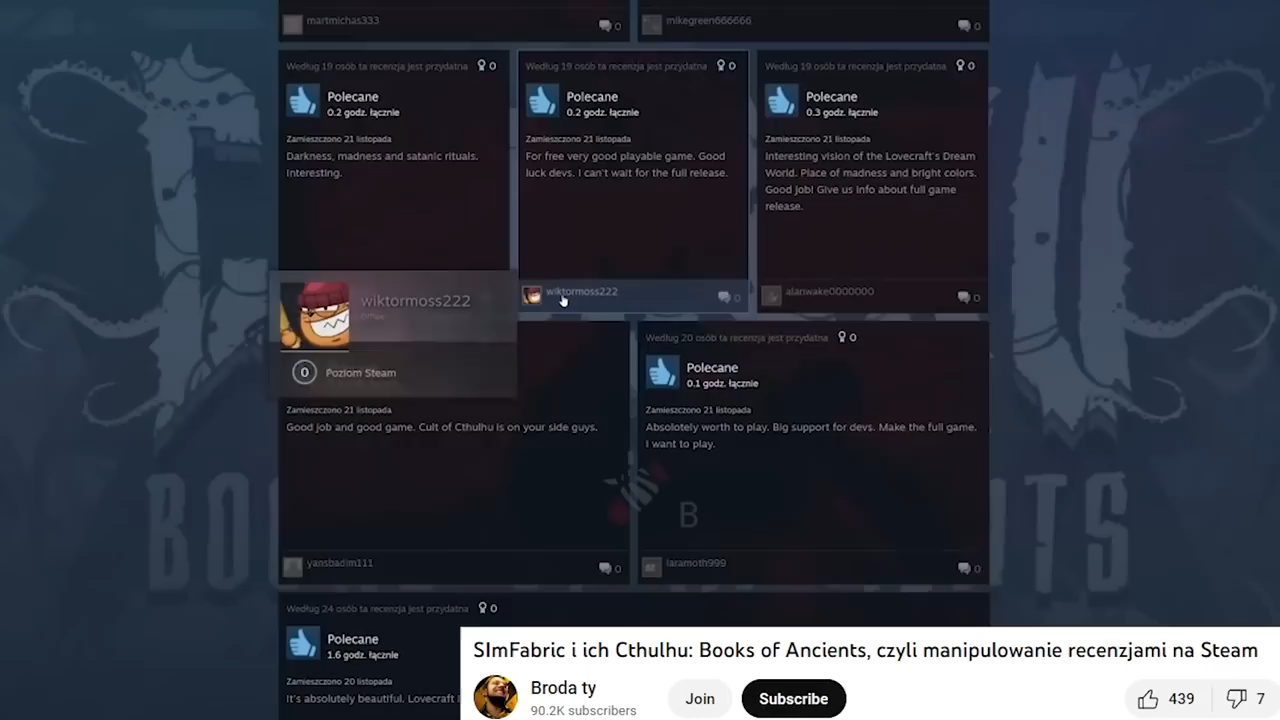 martmichas333
0
mikegreen666666
0
Według 19 osób ta recenzja jest przydatna
0
Polecane
0.2 godz. łącznie
Zamieszczono 21 listopada
Darkness, madness and satanic rituals.
Interesting.
Według 19 osób ta recenzja jest przydatna
0
Polecane
0.2 godz. łącznie
Zamieszczono 21 listopada
For free very good playable game. Good
luck devs. I can't wait for the full release.
wiktormoss222
0
Według 19 osób ta recenzja jest przydatna
0
Polecane
0.3 godz. łącznie
Zamieszczono 21 listopada
Interesting vision of the Lovecraft's Dream
World. Place of madness and bright colors.
Good Job! Give us info about full game
release.
alanwake0000000
0
wiktormoss222
Offline
0
Poziom Steam
Zamieszczono 21 listopada
Good job and good game. Cult of Cthulhu is on your side guys.
yansbadim111
0
Według 20 osób ta recenzja jest przydatna
0
Polecane
0.1 godz. łącznie
Zamieszczono 21 listopada
Absolotely worth to play. Big support for devs. Make the full game.
I want to play.
B
laramoth999
0
Według 24 osób ta recenzja jest przydatna
0
Polecane
1.6 godz. łącznie
Zamieszczono 20 listopada
It's absolutely beautiful. Lovecraft
SImFabric i ich Cthulhu: Books of Ancients, czyli manipulowanie recenzjami na Steam
Broda ty
90.2K subscribers
Join
Subscribe
439
7